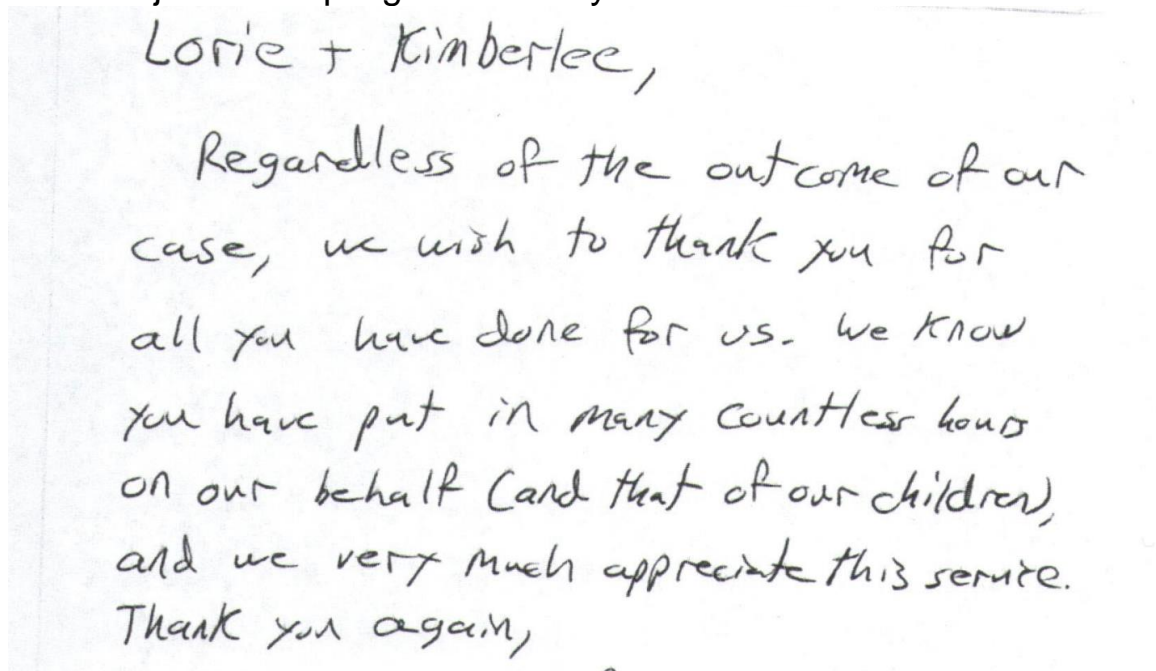 Lorie + Kimberlee,
Regardless of the outcome of our
case, we wish to thank you for
all you have done for us. We know
you have put in many countless hours
on our behalf (and that of our children),
and we very much appreciate this service.
Thank you again,